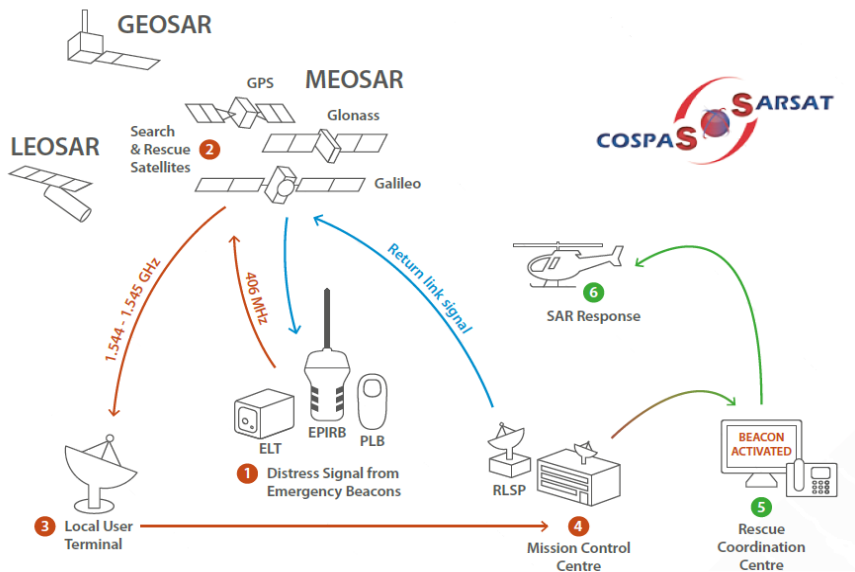 GEOSAR
MEOSAR
GPS
Glonass
Galileo
Search
& Rescue
Satellites
2
LEOSAR
COSPAS SARSAT
1.544 - 1.545 GHz
406 MHz
Return link signal
6
SAR Response
ELT
EPIRB
PLB
1 Distress Signal from
Emergency Beacons
RLSP
BEACON
ACTIVATED
3 Local User
Terminal
4
Mission Control
Centre
5
Rescue
Coordination
Centre